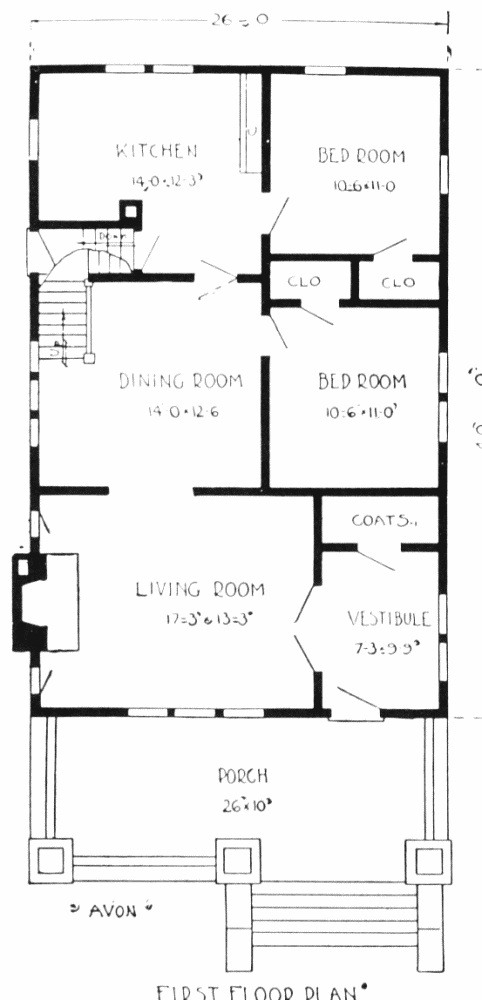 26-0
KITCHEN
14-0×12-3"
BED ROOM
10-6×11-0
DOWN
CLO
CLO
UP
DINING ROOM
14-0×12-6
BED ROOM
10-6×11-0"
COATS
LIVING ROOM
17-3"×13-3"
VESTIBULE
7-3×9-9"
PORCH
26"×10"
"AVON"
FIRST FLOOR PLAN